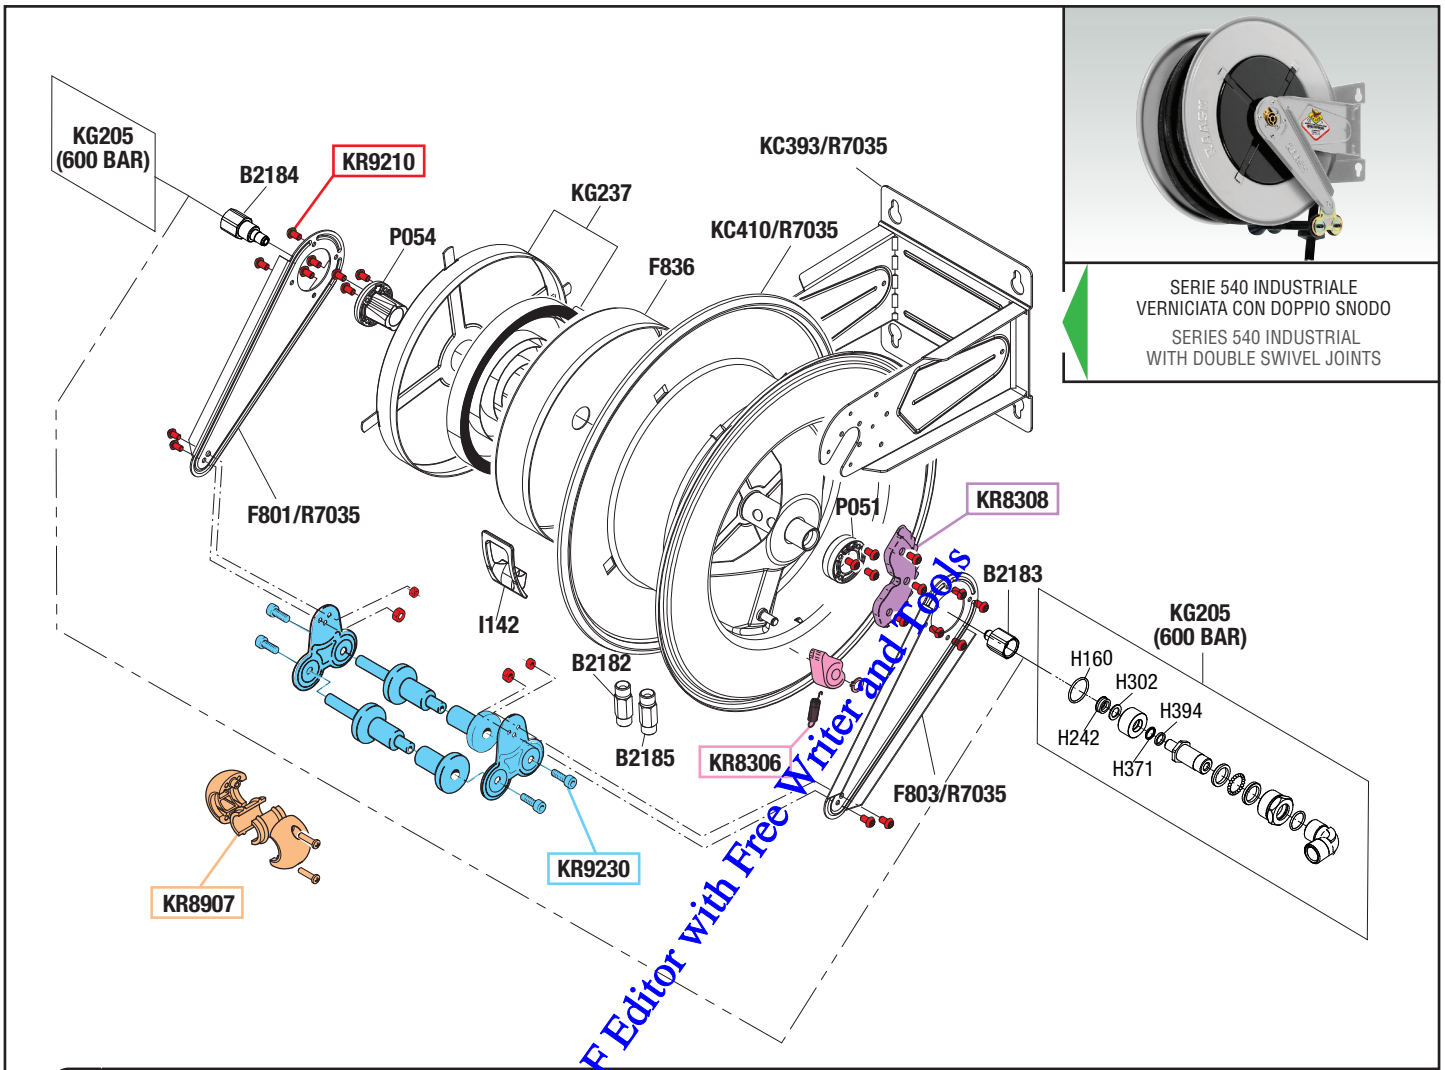 KG205
(600 BAR)
B2184
KR9210
P054
KG237
F836
KC410/R7035
KC393/R7035
SERIE 540 INDUSTRIALE
VERNICIATA CON DOPPIO SNODO
SERIES 540 INDUSTRIAL
WITH DOUBLE SWIVEL JOINTS
F801/R7035
I142
P051
KR8308
B2183
KG205
(600 BAR)
H160
H302
H394
H242
H371
B2182
B2185
KR8306
F803/R7035
KR9230
KR8907
F Editor with Free Writer and Tools